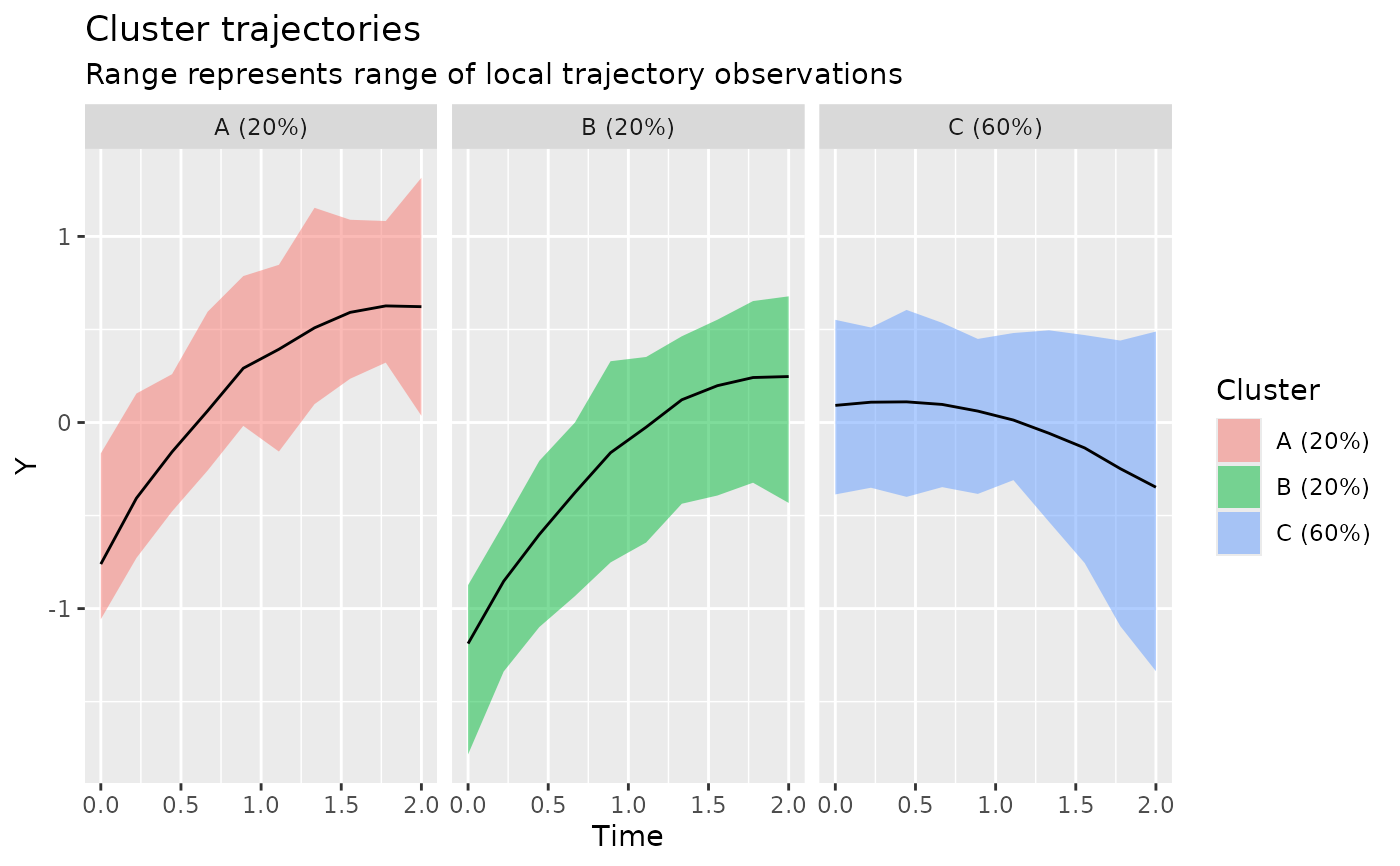 Cluster trajectories
Range represents range of local trajectory observations
A (20%) B (20%) C (60%)
1
0
-1
Y
0.0 0.5 1.0 1.5 2.0 0.0 0.5 1.0 1.5 2.0 0.0 0.5 1.0 1.5 2.0
Time
Cluster
A (20%)
B (20%)
C (60%)